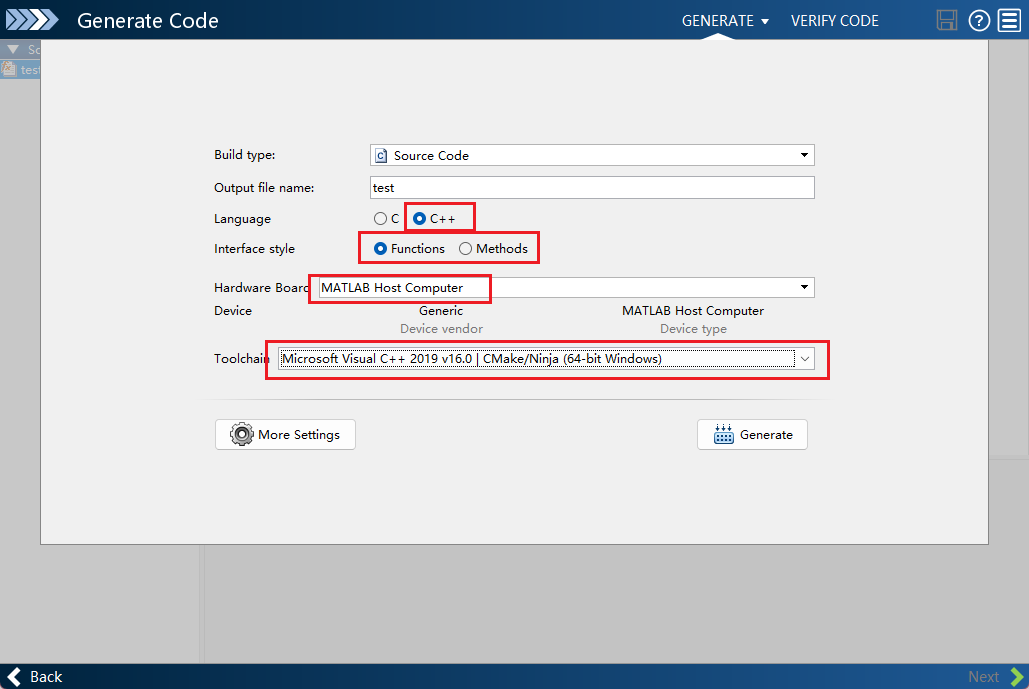 Generate Code
GENERATE
VERIFY CODE
Sc
test
Build type:
Source Code
Output file name:
test
Language
C
C++
Interface style
Functions
Methods
Hardware Board
MATLAB Host Computer
Device
Generic
MATLAB Host Computer
Device vendor
Device type
Toolchain
Microsoft Visual C++ 2019 v16.0 | CMake/Ninja (64-bit Windows)
More Settings
Generate
Back
Next